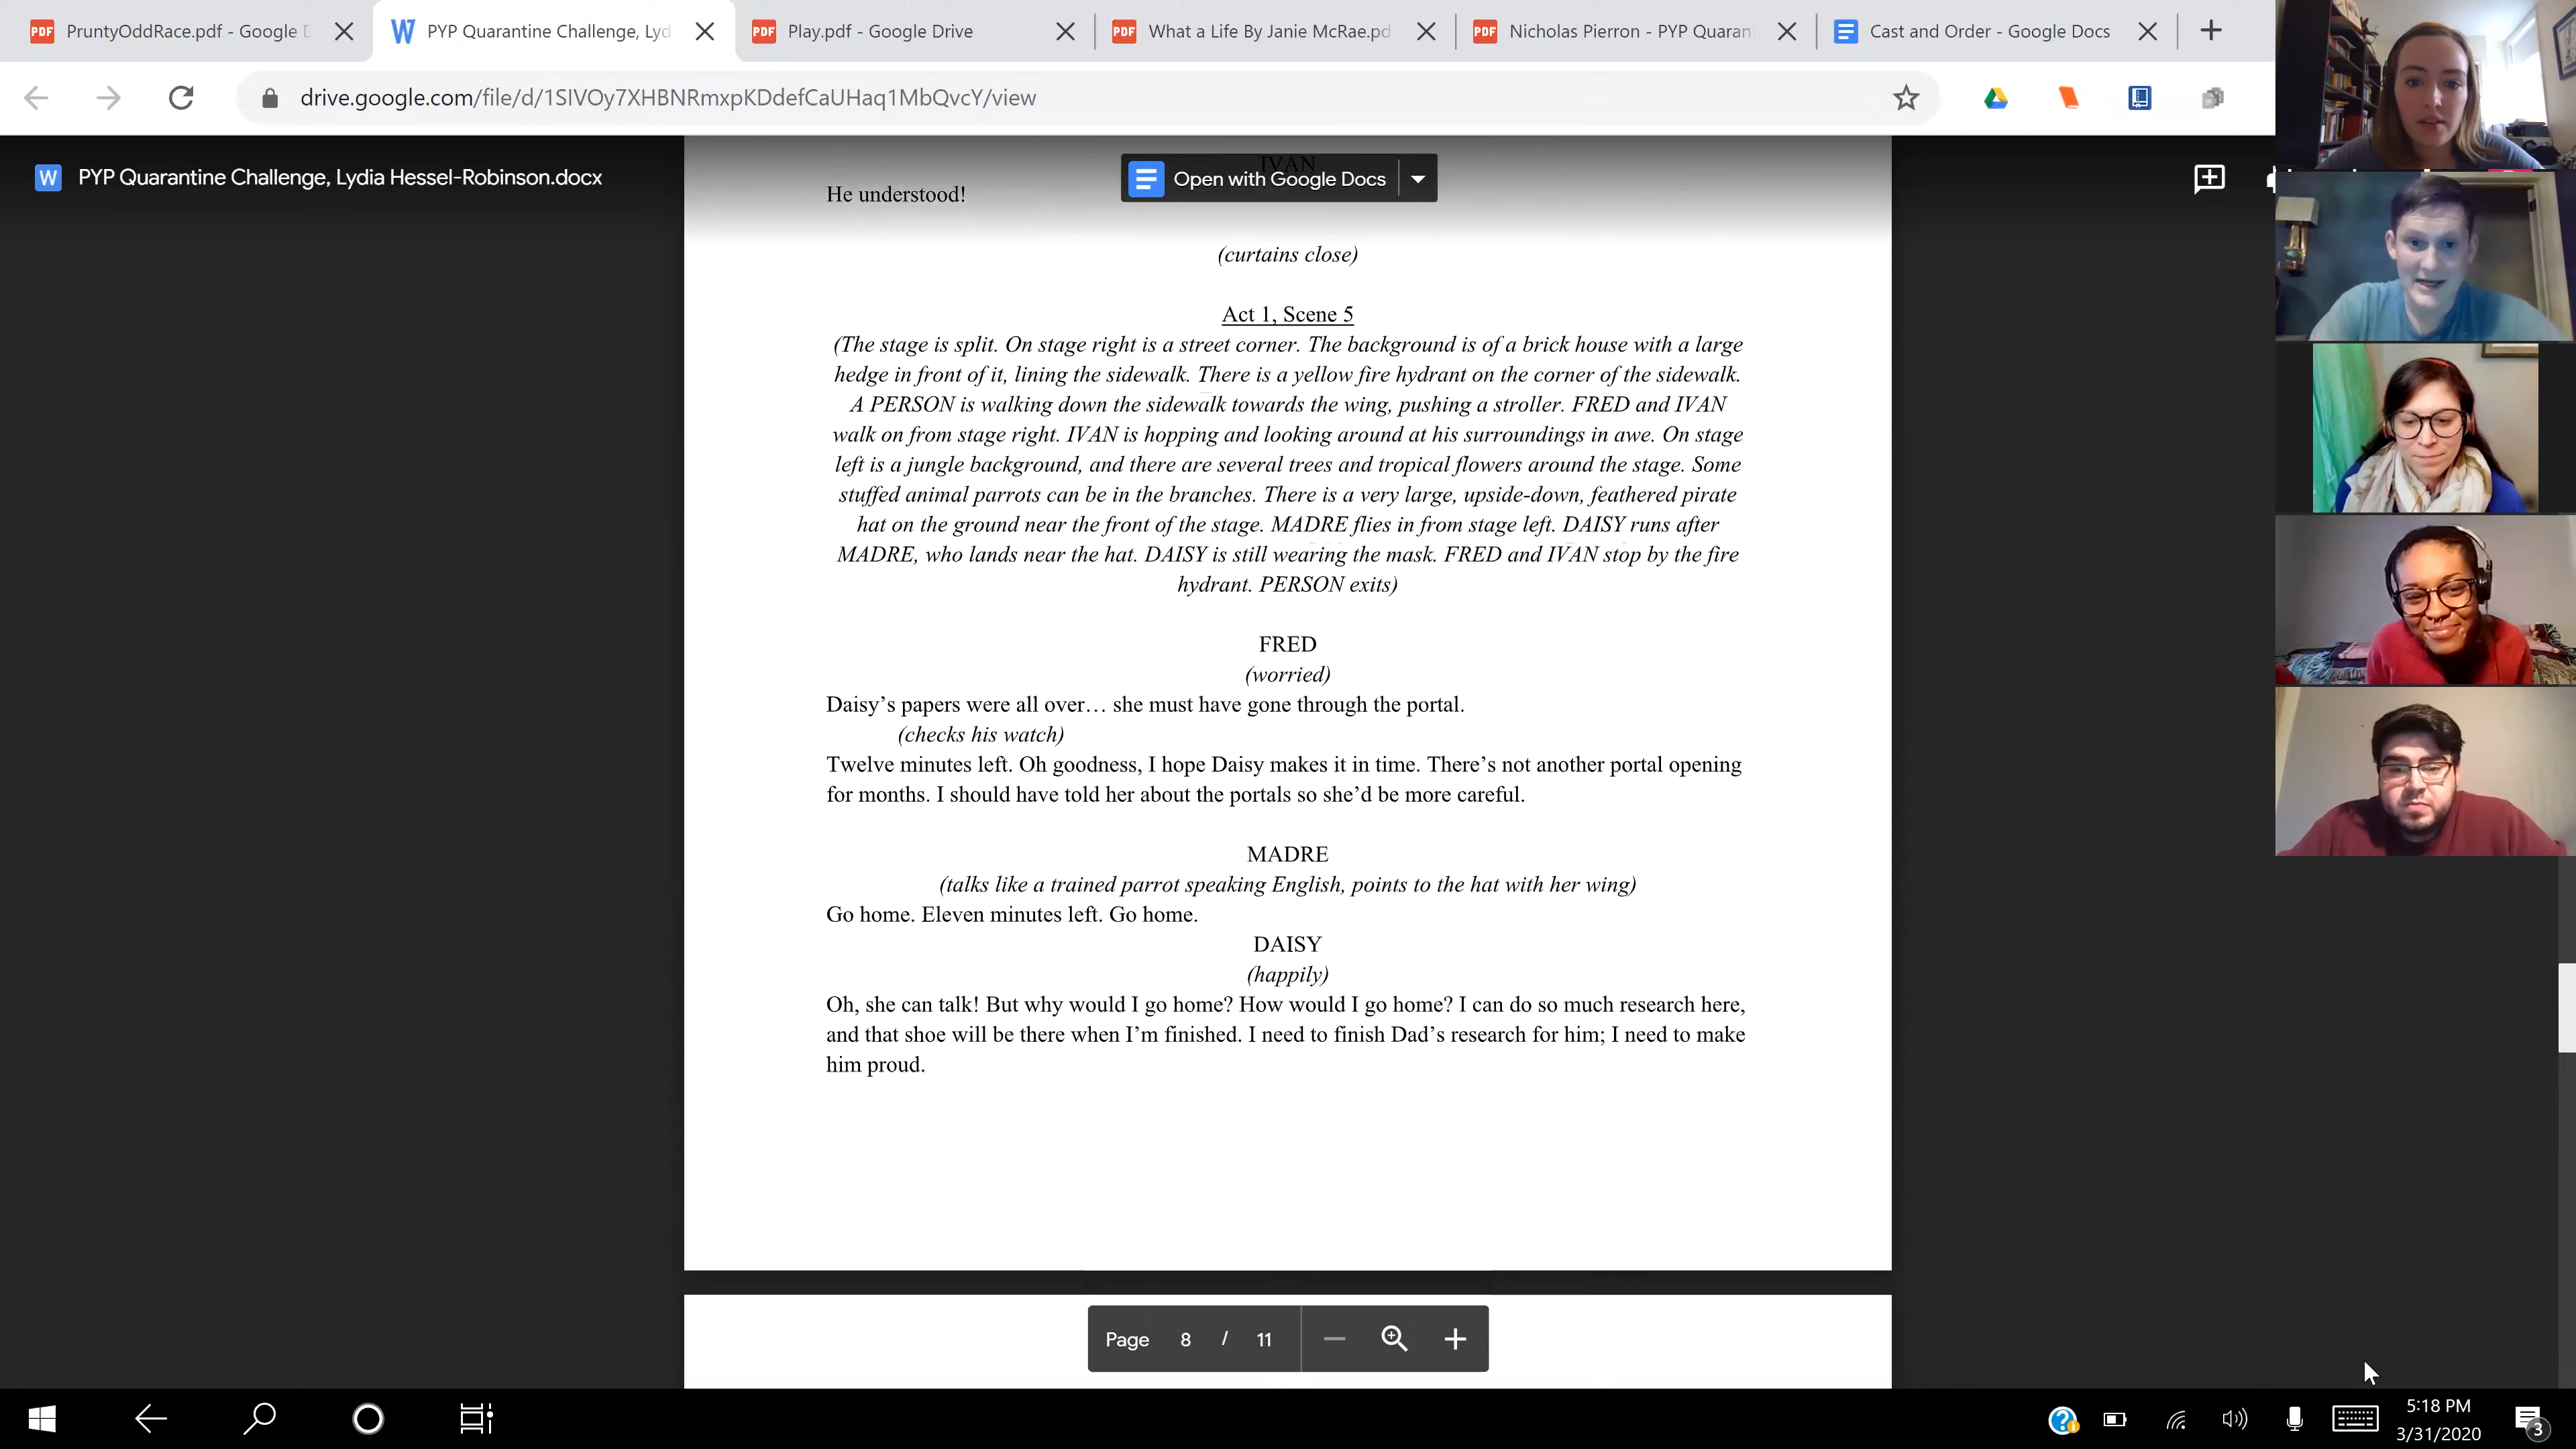 PruntyOddRace.pdf - Google D
PYP Quarantine Challenge, Lyd
Play.pdf - Google Drive
What a Life By Janie McRae.pd
Nicholas Pierron - PYP Quaran
Cast and Order - Google Docs
drive.google.com/file/d/1SIVOy7XHBNRmxpKDdefCaUHaq1MbQvcY/view
PYP Quarantine Challenge, Lydia Hessel-Robinson.docx
IVAN
Open with Google Docs
He understood!
(curtains close)
Act 1, Scene 5
(The stage is split. On stage right is a street corner. The background is of a brick house with a large
hedge in front of it, lining the sidewalk. There is a yellow fire hydrant on the corner of the sidewalk.
A PERSON is walking down the sidewalk towards the wing, pushing a stroller. FRED and IVAN
walk on from stage right. IVAN is hopping and looking around at his surroundings in awe. On stage
left is a jungle background, and there are several trees and tropical flowers around the stage. Some
stuffed animal parrots can be in the branches. There is a very large, upside-down, feathered pirate
hat on the ground near the front of the stage. MADRE flies in from stage left. DAISY runs after
MADRE, who lands near the hat. DAISY is still wearing the mask. FRED and IVAN stop by the fire
hydrant. PERSON exits)
FRED
(worried)
Daisy's papers were all over… she must have gone through the portal.
(checks his watch)
Twelve minutes left. Oh goodness, I hope Daisy makes it in time. There's not another portal opening
for months. I should have told her about the portals so she'd be more careful.
MADRE
(talks like a trained parrot speaking English, points to the hat with her wing)
Go home. Eleven minutes left. Go home.
DAISY
(happily)
Oh, she can talk! But why would I go home? How would I go home? I can do so much research here,
and that shoe will be there when I'm finished. I need to finish Dad's research for him; I need to make
him proud.
Page 8 / 11
5:18 PM
3/31/2020
3